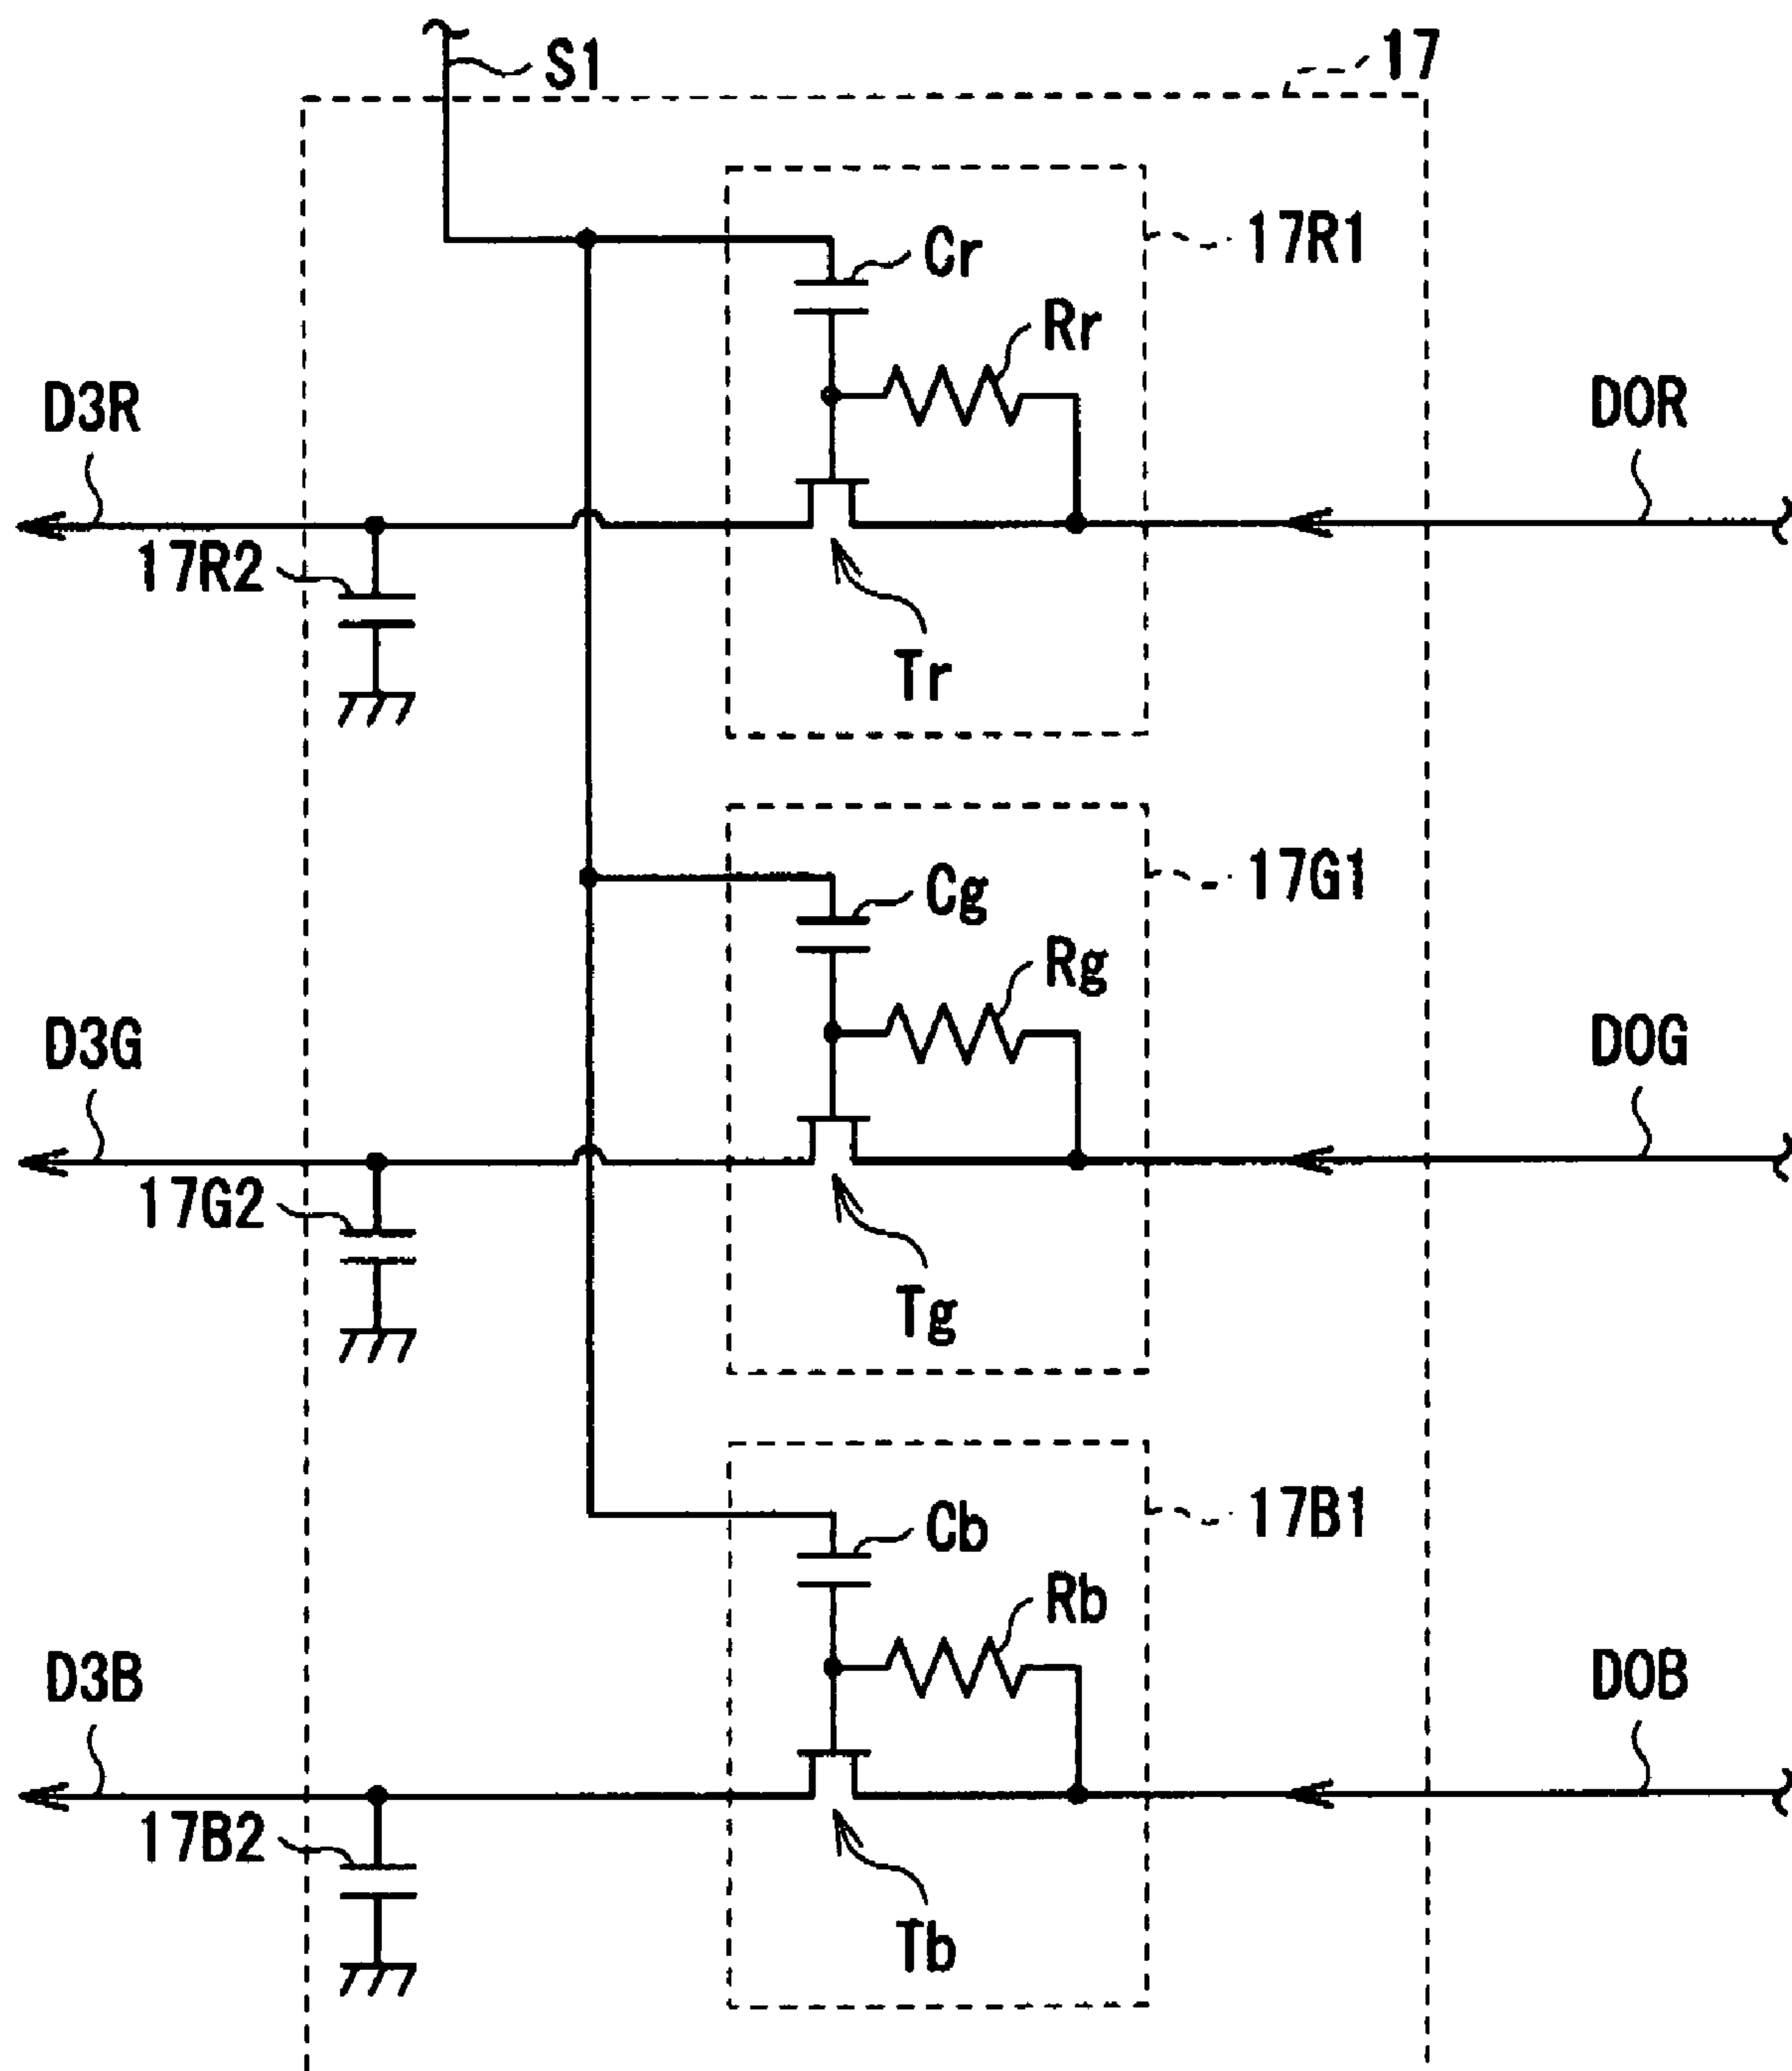 S1
17
17R1
Cr
Rr
D3R
D0R
17R2
Tr
17G1
Cg
Rg
D3G
D0G
17G2
Tg
17B1
Cb
Rb
D3B
D0B
17B2
Tb